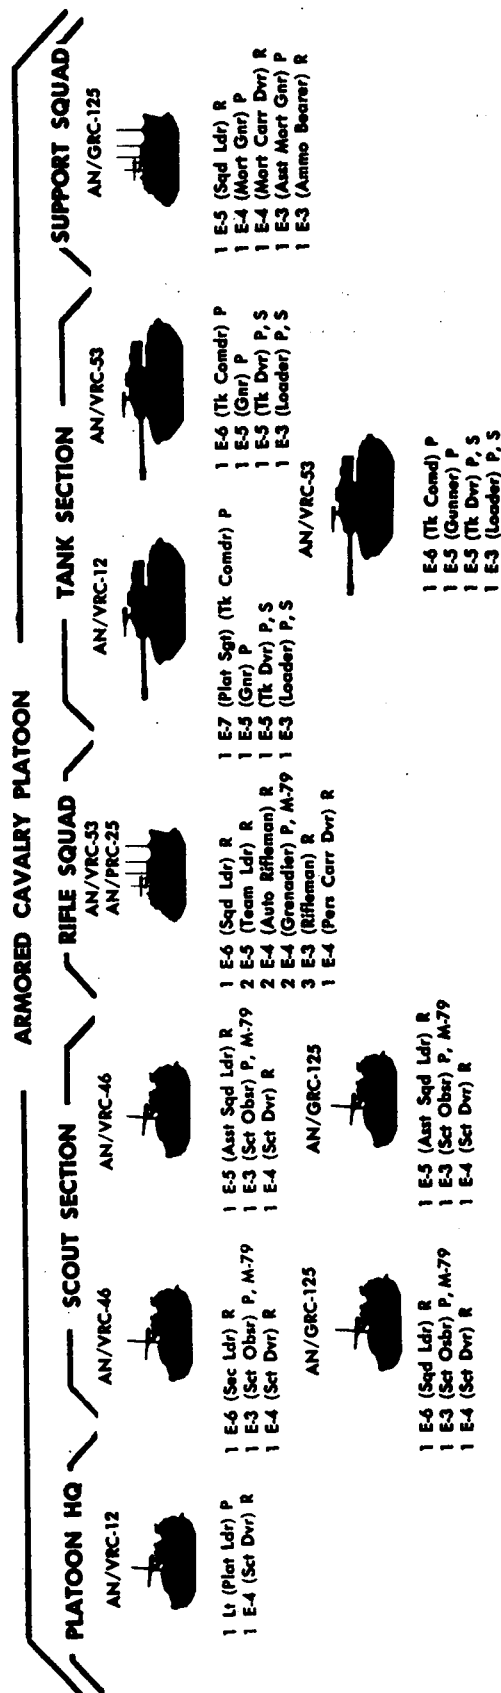 ARMORED CAVALRY PLATOON
PLATOON HQ
AN/VRC-12
1 Lt (Plat Ldr) P
1 E-4 (Sct Dvr) R
SCOUT SECTION
AN/VRC-46
1 E-6 (Sec Ldr) R
1 E-3 (Sct Obsr) P, M-79
1 E-4 (Sct Dvr) R
AN/VRC-46
1 E-5 (Asst Sqd Ldr) R
1 E-3 (Sct Obsr) P, M-79
1 E-4 (Sct Dvr) R
AN/GRC-125
1 E-6 (Sqd Ldr) R
1 E-3 (Sct Osbr) P, M-79
1 E-4 (Sct Dvr) R
AN/GRC-125
1 E-5 (Asst Sqd Ldr) R
1 E-3 (Sct Obsr) P, M-79
1 E-4 (Sct Dvr) R
RIFLE SQUAD
AN/VRC-53
AN/PRC-25
1 E-6 (Sqd Ldr) R
2 E-5 (Team Ldr) R
2 E-4 (Auto Rifleman) R
2 E-4 (Grenadier) P, M-79
3 E-3 (Rifleman) R
1 E-4 (Pers Carr Dvr) R
TANK SECTION
AN/VRC-12
1 E-7 (Plat Sgt) (Tk Comdr) P
1 E-5 (Gnr) P
1 E-5 (Tk Dvr) P, S
1 E-3 (Loader) P, S
AN/VRC-53
1 E-6 (Tk Comdr) P
1 E-5 (Gnr) P
1 E-5 (Tk Dvr) P, S
1 E-3 (Loader) P, S
AN/VRC-53
1 E-6 (Tk Comd) P
1 E-5 (Gunner) P
1 E-5 (Tk Dvr) P, S
1 E-3 (Loader) P, S
SUPPORT SQUAD
AN/GRC-125
1 E-5 (Sqd Ldr) R
1 E-4 (Mort Gnr) P
1 E-4 (Mort Carr Dvr) R
1 E-3 (Asst Mort Gnr) P
1 E-3 (Ammo Bearer) R